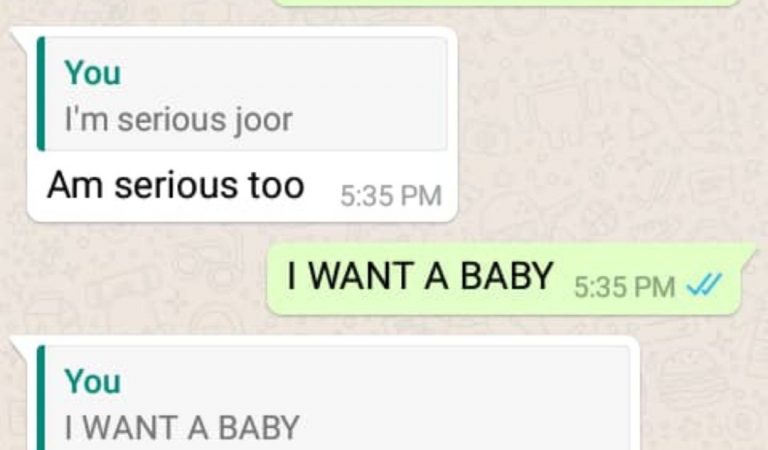 You
I'm serious joor
Am serious too 5:35 PM
I WANT A BABY 5:35 PM
You
I WANT A BABY